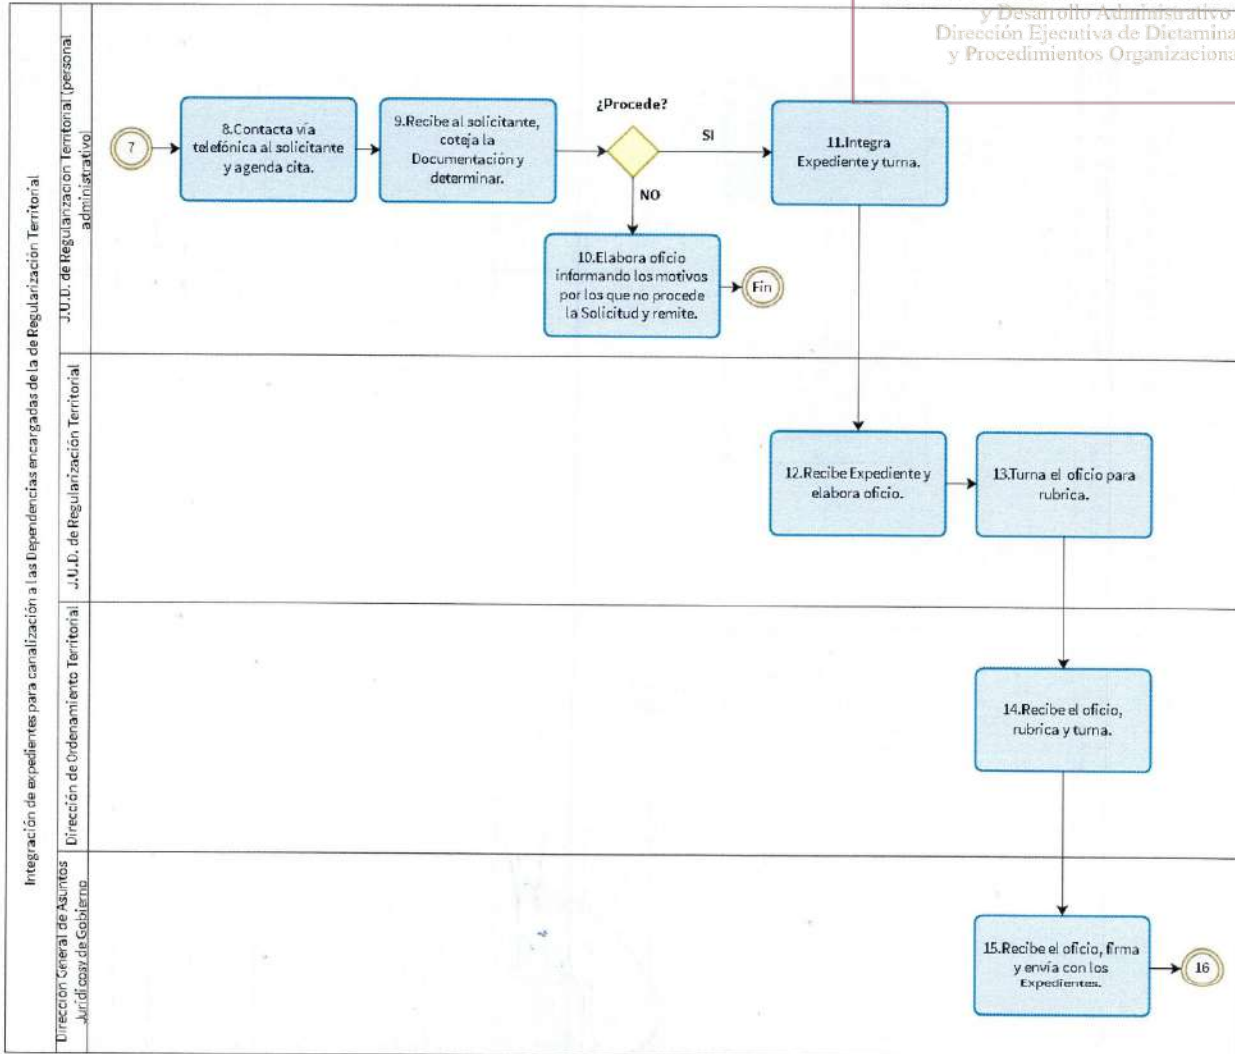 y Desarrollo Administrativo
Dirección Ejecutiva de Dictamina
y Procedimientos Organizaciona
Integración de expedientes para canalización a las Dependencias encargadas de la de Regularización Territorial
J.U.D. de Regularización Territorial (personal
administrativo)
7
8.Contacta vía
telefónica al solicitante
y agenda cita.
9.Recibe al solicitante,
coteja la
Documentación y
determinar.
¿Procede?
SI
NO
10.Elabora oficio
informando los motivos
por los que no procede
la Solicitud y remite.
Fin
11.Integra
Expediente y turna.
J.U.D. de Regularización Territorial
12.Recibe Expediente y
elabora oficio.
13.Turna el oficio para
rubrica.
Dirección de Ordenamiento Territorial
14.Recibe el oficio,
rubrica y turna.
Dirección General de Asuntos
Jurídicosy de Gobierno
15.Recibe el oficio, firma
y envía con los
Expedientes.
16